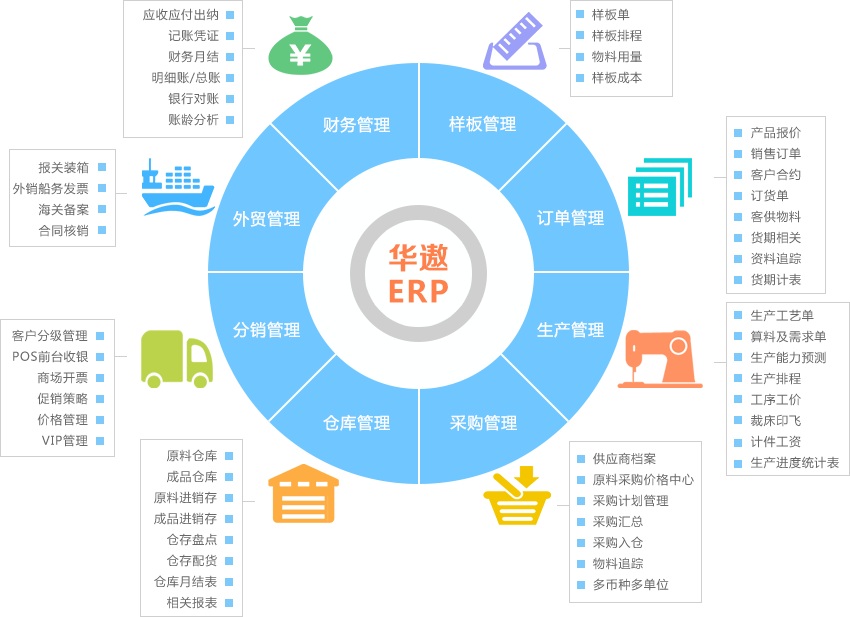 应收应付出纳
记账凭证
财务月结
明细账/总账
银行对账
账龄分析
¥
样板单
样板排程
物料用量
样板成本
财务管理
样板管理
报关装箱
外销船务发票
海关备案
合同核销
产品报价
销售订单
客户合约
订货单
客供物料
货期相关
资料追踪
货期计表
外贸管理
订单管理
华遨
ERP
分销管理
生产管理
客户分级管理
POS前台收银
商场开票
促销策略
价格管理
VIP管理
生产工艺单
算料及需求单
生产能力预测
生产排程
工序工价
裁床印飞
计件工资
生产进度统计表
仓库管理
采购管理
原料仓库
成品仓库
原料进销存
成品进销存
仓存盘点
仓存配货
仓库月结表
相关报表
供应商档案
原料采购价格中心
采购计划管理
采购汇总
采购入仓
物料追踪
多币种多单位